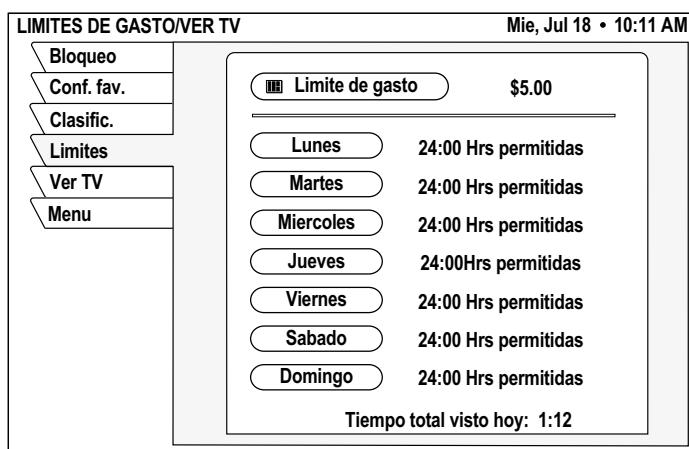 LIMITES DE GASTO/VER TV Mie, Jul 18 • 10:11 AM
Bloqueo
Conf. fav.
Clasific.
Limites
Ver TV
Menu
Limite de gasto $5.00
Lunes 24:00 Hrs permitidas
Martes 24:00 Hrs permitidas
Miercoles 24:00 Hrs permitidas
Jueves 24:00Hrs permitidas
Viernes 24:00 Hrs permitidas
Sabado 24:00 Hrs permitidas
Domingo 24:00 Hrs permitidas
Tiempo total visto hoy: 1:12